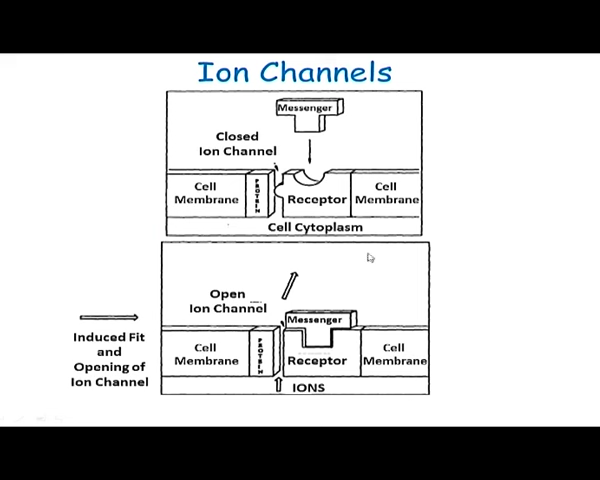 Ion Channels
Messenger
Closed
Ion Channel
Cell
Membrane
PROTEIN
Receptor
Cell
Membrane
Cell Cytoplasm
Open
Ion Channel
Messenger
Induced Fit
and
Opening of
Ion Channel
Cell
Membrane
PROTEIN
Receptor
Cell
Membrane
IONS